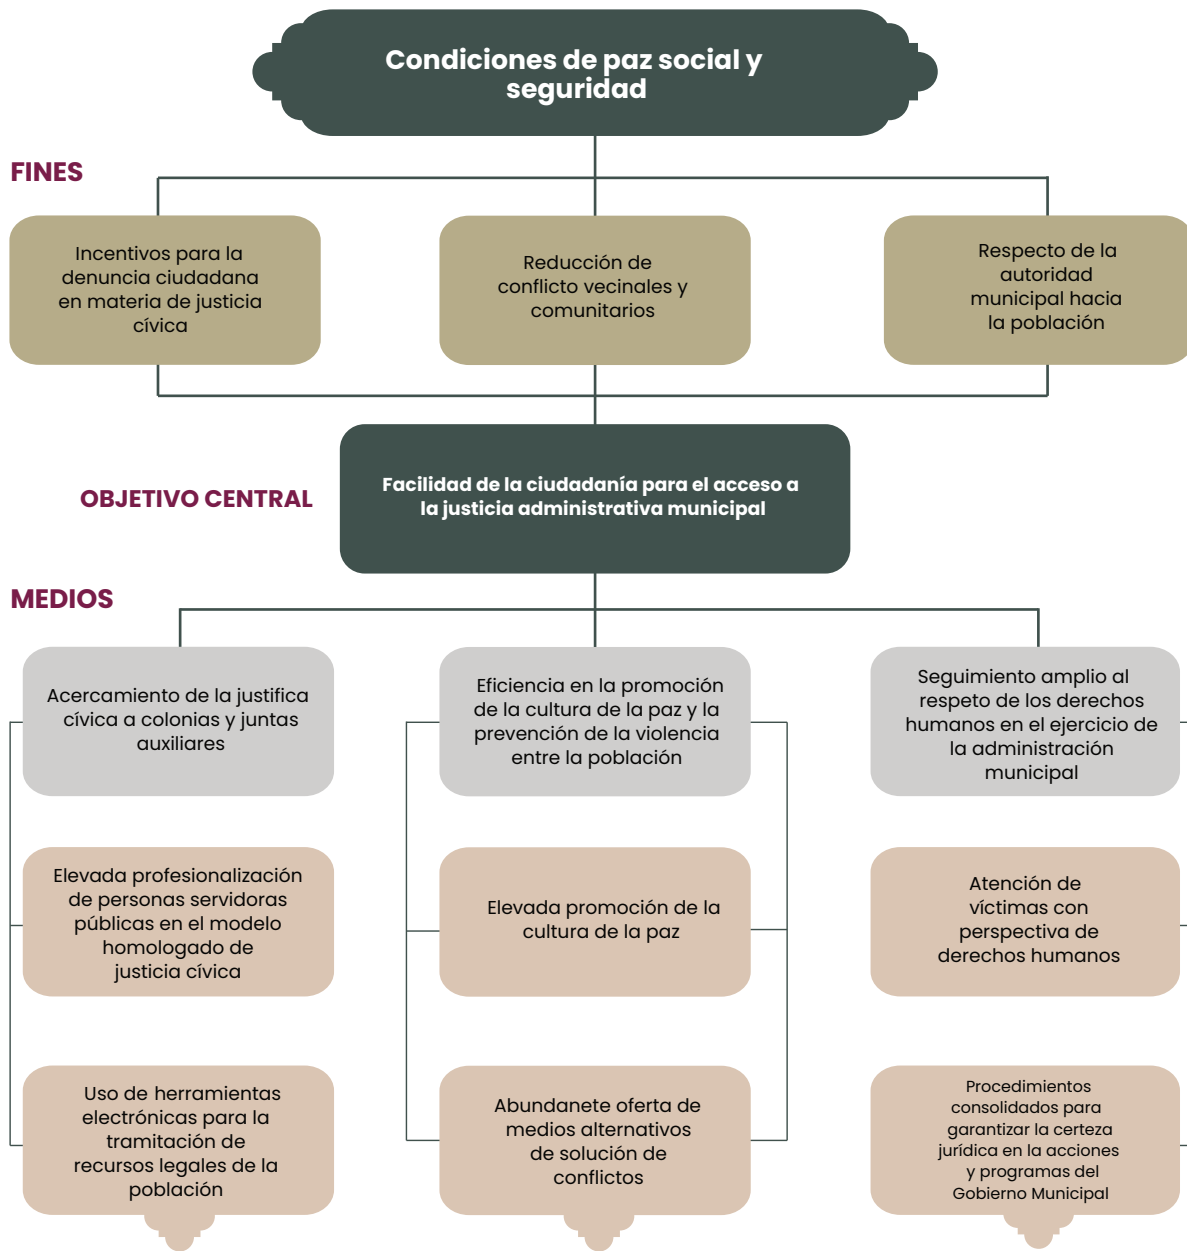 Condiciones de paz social y
seguridad
FINES
Incentivos para la
denuncia ciudadana
en materia de justicia
cívica
Reducción de
conflicto vecinales y
comunitarios
Respecto de la
autoridad
municipal hacia
la población
OBJETIVO CENTRAL
Facilidad de la ciudadanía para el acceso a
la justicia administrativa municipal
MEDIOS
Acercamiento de la justifica
cívica a colonias y juntas
auxiliares
Eficiencia en la promoción
de la cultura de la paz y la
prevención de la violencia
entre la población
Seguimiento amplio al
respeto de los derechos
humanos en el ejercicio de
la administración
municipal
Elevada profesionalización
de personas servidoras
públicas en el modelo
homologado de
justicia cívica
Elevada promoción de la
cultura de la paz
Atención de
víctimas con
perspectiva de
derechos humanos
Uso de herramientas
electrónicas para la
tramitación de
recursos legales de la
población
Abundanete oferta de
medios alternativos
de solución de
conflictos
Procedimientos
consolidados para
garantizar la certeza
jurídica en la acciones
y programas del
Gobierno Municipal